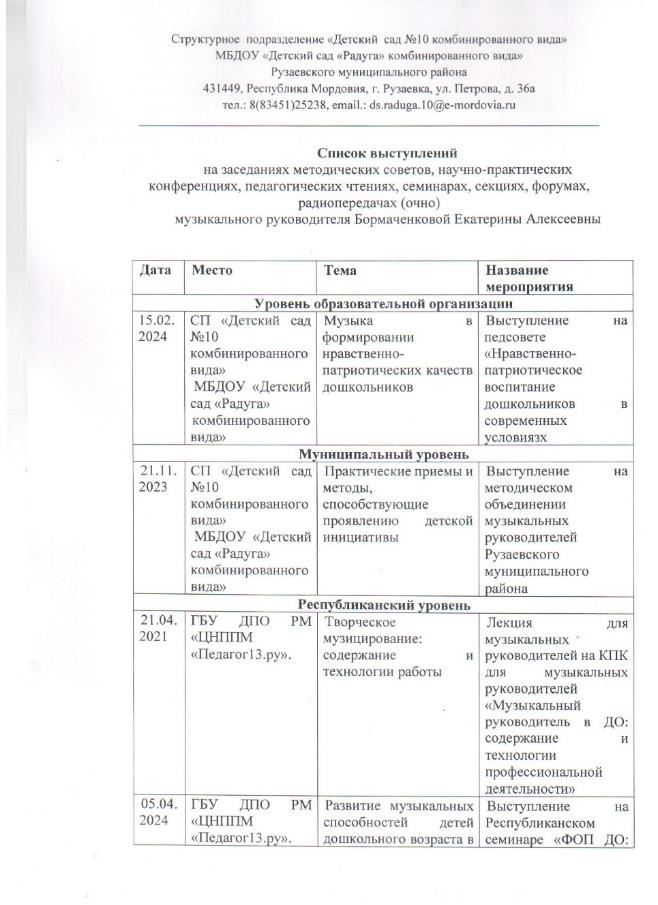 Структурное подразделение «Детский сад №10 комбинированного вида»
МБДОУ «Детский сад «Радуга» комбинированного вида»
Рузаевского муниципального района
431449, Республика Мордовия, г. Рузаевка, ул. Петрова, д. 36а
тел.: 8(83451)25238, email.: ds.raduga.10@e-mordovia.ru
Список выступлений
на заседаниях методических советов, научно-практических
конференциях, педагогических чтениях, семинарах, секциях, форумах,
радиопередачах (очно)
музыкального руководителя Бормаченковой Екатерины Алексеевны
Дата
Место
Тема
Название
мероприятия
Уровень образовательной организации
15.02.
2024
СП «Детский сад
№10
комбинированного
вида»
МБДОУ «Детский
сад «Радуга»
комбинированного
вида»
Музыка в
формировании
нравственно-
патриотических качеств
дошкольников
Выступление на
педсовете
«Нравственно-
патриотическое
воспитание
дошкольников в
современных
условиязх
Муниципальный уровень
21.11.
2023
СП «Детский сад
№10
комбинированного
вида»
МБДОУ «Детский
сад «Радуга»
комбинированного
вида»
Практические приемы и
методы,
способствующие
проявлению детской
инициативы
Выступление на
методическом
объединении
музыкальных
руководителей
Рузаевского
муниципального
района
Республиканский уровень
21.04.
2021
ГБУ ДПО РМ
«ЦНППМ
«Педагог13.ру».
Творческое
музицирование:
содержание и
технологии работы
Лекция для
музыкальных
руководителей на КПК
для музыкальных
руководителей
«Музыкальный
руководитель в ДО:
содержание и
технологии
профессиональной
деятельности»
05.04.
2024
ГБУ ДПО РМ
«ЦНППМ
«Педагог13.ру».
Развитие музыкальных
способностей детей
дошкольного возраста в
Выступление на
Республиканском
семинаре «ФОП ДО: